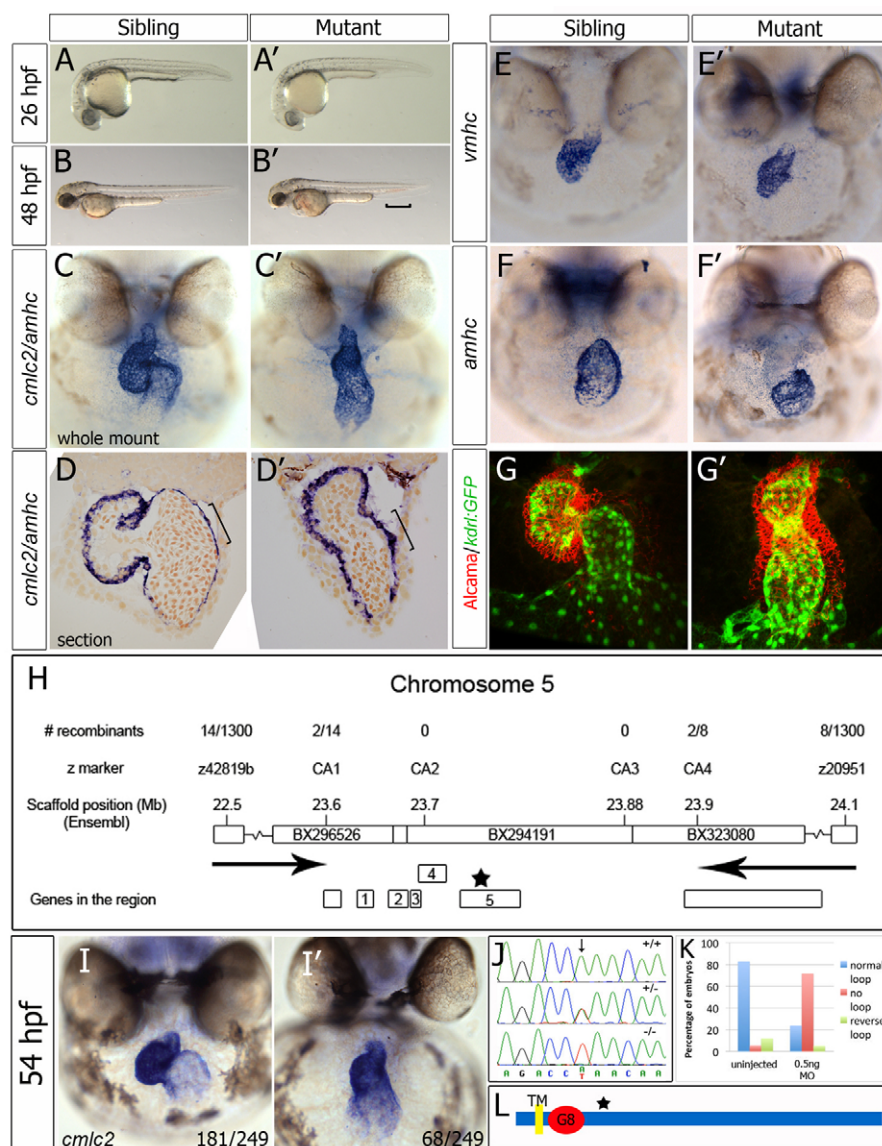 Sibling
Mutant
Sibling
Mutant
26 hpf
A
A′
48 hpf
B
B′
cmlc2/amhc
C
C′
whole mount
cmlc2/amhc
D
D′
section
vmhc
E
E′
amhc
F
F′
Alcama/kdrl:GFP
G
G′
H
Chromosome 5
# recombinants 14/1300 2/14 0 0 2/8 8/1300
z marker z42819b CA1 CA2 CA3 CA4 z20951
Scaffold position (Mb) 22.5 23.6 23.7 23.88 23.9 24.1
(Ensembl)
BX296526 BX294191 BX323080
4
Genes in the region 1 2 3 5
54 hpf
I
cmlc2
181/249
I′
68/249
J
+/+
+/-
-/-
A G A C C A A A C A A
T
K
Percentage of embryos
100
80
60
40
20
0
uninjected
0.5ng
MO
normal
loop
no
loop
reverse
loop
L
TM
G8